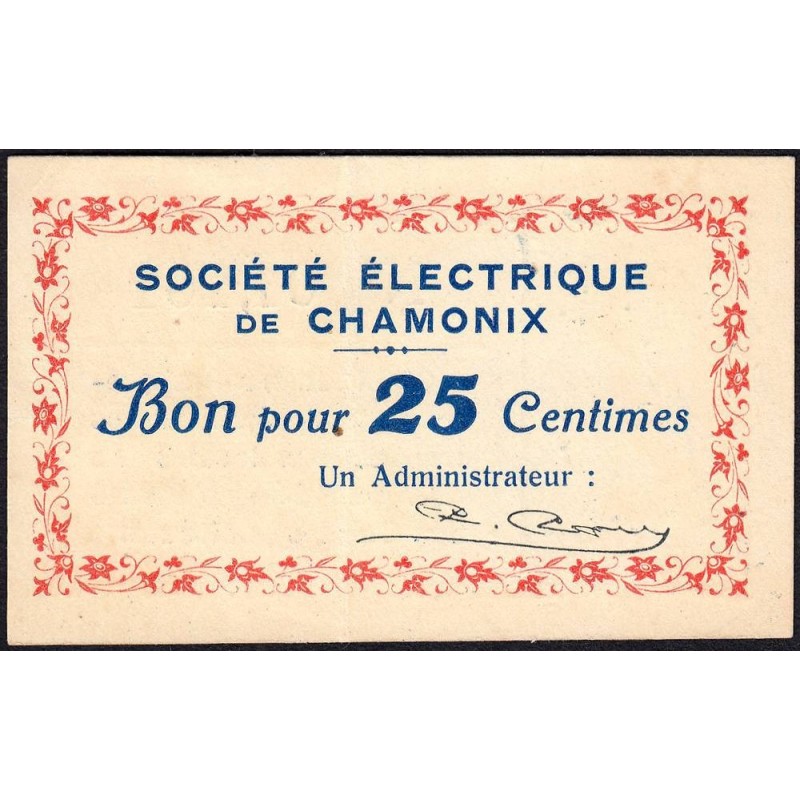 SOCIÉTÉ ÉLECTRIQUE
DE CHAMONIX
Bon pour 25 Centimes
Un Administrateur :